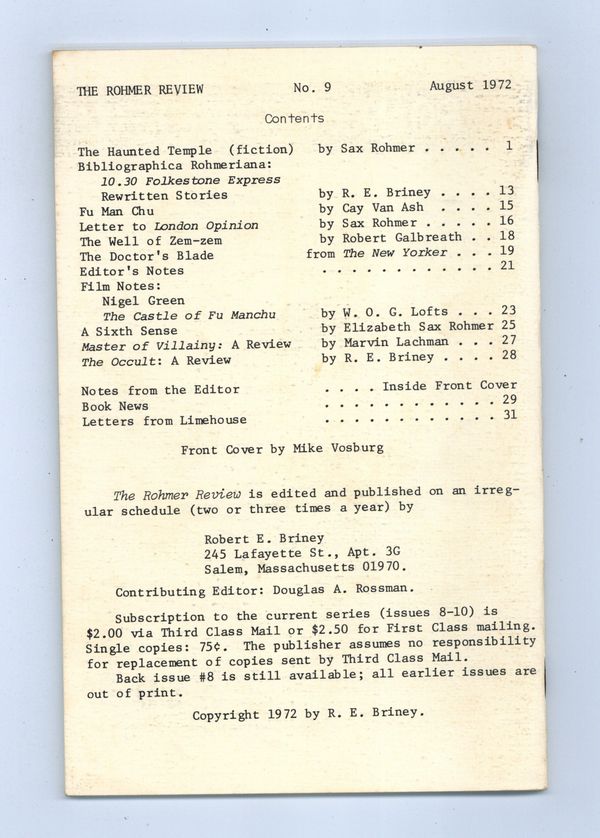 THE ROHMER REVIEW No. 9 August 1972
Contents
The Haunted Temple (fiction) by Sax Rohmer . . . . . 1
Bibliographica Rohmeriana:
10.30 Folkestone Express
Rewritten Stories by R. E. Briney . . . . 13
Fu Man Chu by Cay Van Ash . . . . 15
Letter to London Opinion by Sax Rohmer . . . . . 16
The Well of Zem-zem by Robert Galbreath . . 18
The Doctor's Blade from The New Yorker . . . 19
Editor's Notes . . . . . . . . . . . . 21
Film Notes:
Nigel Green
The Castle of Fu Manchu by W. O. G. Lofts . . . 23
A Sixth Sense by Elizabeth Sax Rohmer 25
Master of Villainy: A Review by Marvin Lachman . . . 27
The Occult: A Review by R. E. Briney . . . . 28
Notes from the Editor . . . . Inside Front Cover
Book News . . . . . . . . . . . . 29
Letters from Limehouse . . . . . . . . . . . . 31
Front Cover by Mike Vosburg
The Rohmer Review is edited and published on an irreg-
ular schedule (two or three times a year) by
Robert E. Briney
245 Lafayette St., Apt. 3G
Salem, Massachusetts 01970.
Contributing Editor: Douglas A. Rossman.
Subscription to the current series (issues 8-10) is
$2.00 via Third Class Mail or $2.50 for First Class mailing.
Single copies: 75¢. The publisher assumes no responsibility
for replacement of copies sent by Third Class Mail.
Back issue #8 is still available; all earlier issues are
out of print.
Copyright 1972 by R. E. Briney.